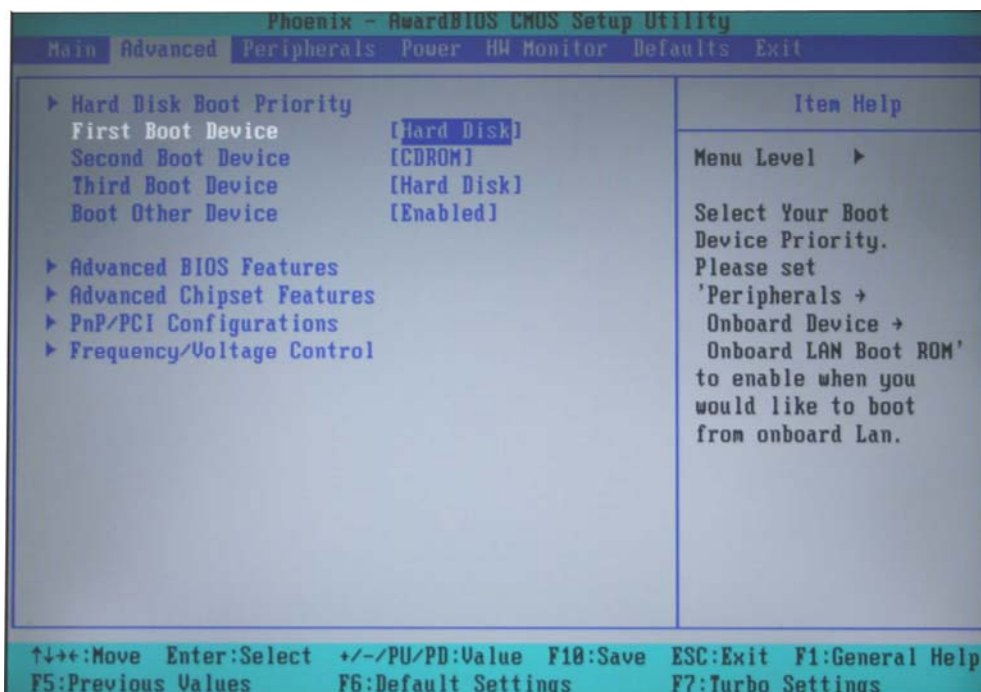 Phoenix - AwardBIOS CMOS Setup Utility
Main Advanced Peripherals Power HW Monitor Defaults Exit
▶ Hard Disk Boot Priority
First Boot Device [Hard Disk]
Second Boot Device [CDROM]
Third Boot Device [Hard Disk]
Boot Other Device [Enabled]
▶ Advanced BIOS Features
▶ Advanced Chipset Features
▶ PnP/PCI Configurations
▶ Frequency/Voltage Control
Item Help
Menu Level ▶
Select Your Boot
Device Priority.
Please set
'Peripherals →
Onboard Device →
Onboard LAN Boot ROM'
to enable when you
would like to boot
from onboard Lan.
↑↓→←:Move Enter:Select +/-/PU/PD:Value F10:Save ESC:Exit F1:General Help
F5:Previous Values F6:Default Settings F7:Turbo Settings